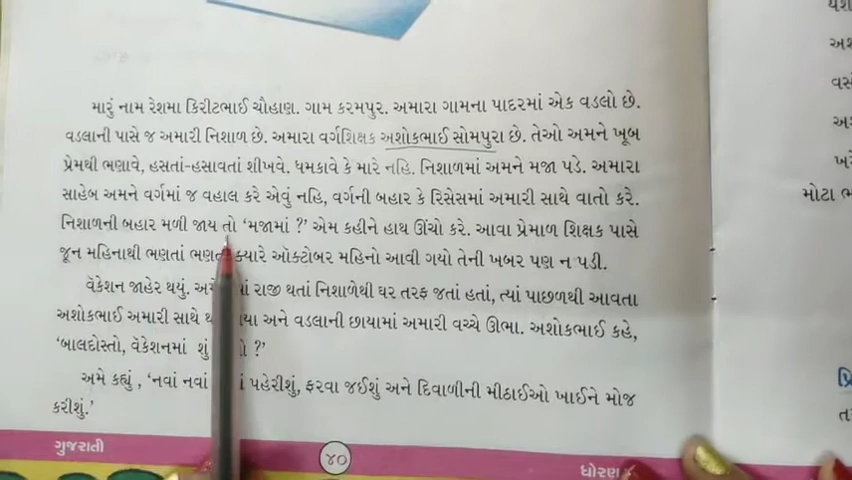 મારું નામ રેશમા કિરીટભાઈ ચૌહાણ. ગામ કરમપુર. અમારા ગામના પાદરમાં એક વડલો છે.
વડલાની પાસે જ અમારી નિશાળ છે. અમારા વર્ગશિક્ષક અશોકભાઈ સોમપુરા છે. તેઓ અમને ખૂબ
પ્રેમથી ભણાવે, હસતાં-હસાવતાં શીખવે. ધમકાવે કે મારે નહિ. નિશાળમાં અમને મજા પડે. અમારા
સાહેબ અમને વર્ગમાં જ વહાલ કરે એવું નહિ, વર્ગની બહાર કે રિસેસમાં અમારી સાથે વાતો કરે.
નિશાળની બહાર મળી જાય તો ‘મજામાં ?’ એમ કહીને હાથ ઊંચો કરે. આવા પ્રેમાળ શિક્ષક પાસે
જૂન મહિનાથી ભણતાં ક્યારે ઑક્ટોબર મહિનો આવી ગયો તેની ખબર પણ ન પડી.
વૅકેશન જાહેર થયું. રાજી થતાં નિશાળેથી ઘર તરફ જતાં હતાં, ત્યાં પાછળથી આવતા
અશોકભાઈ અમારી સાથે અને વડલાની છાયામાં અમારી વચ્ચે ઊભા. અશોકભાઈ કહે,
‘બાલદોસ્તો, વૅકેશનમાં શું ?’
અમે કહ્યું , ‘નવાં નવાં પહેરીશું, ફરવા જઈશું અને દિવાળીની મીઠાઈઓ ખાઈને મોજ
કરીશું.’
ગુજરાતી
૪૦
ધોરણ
મોટા